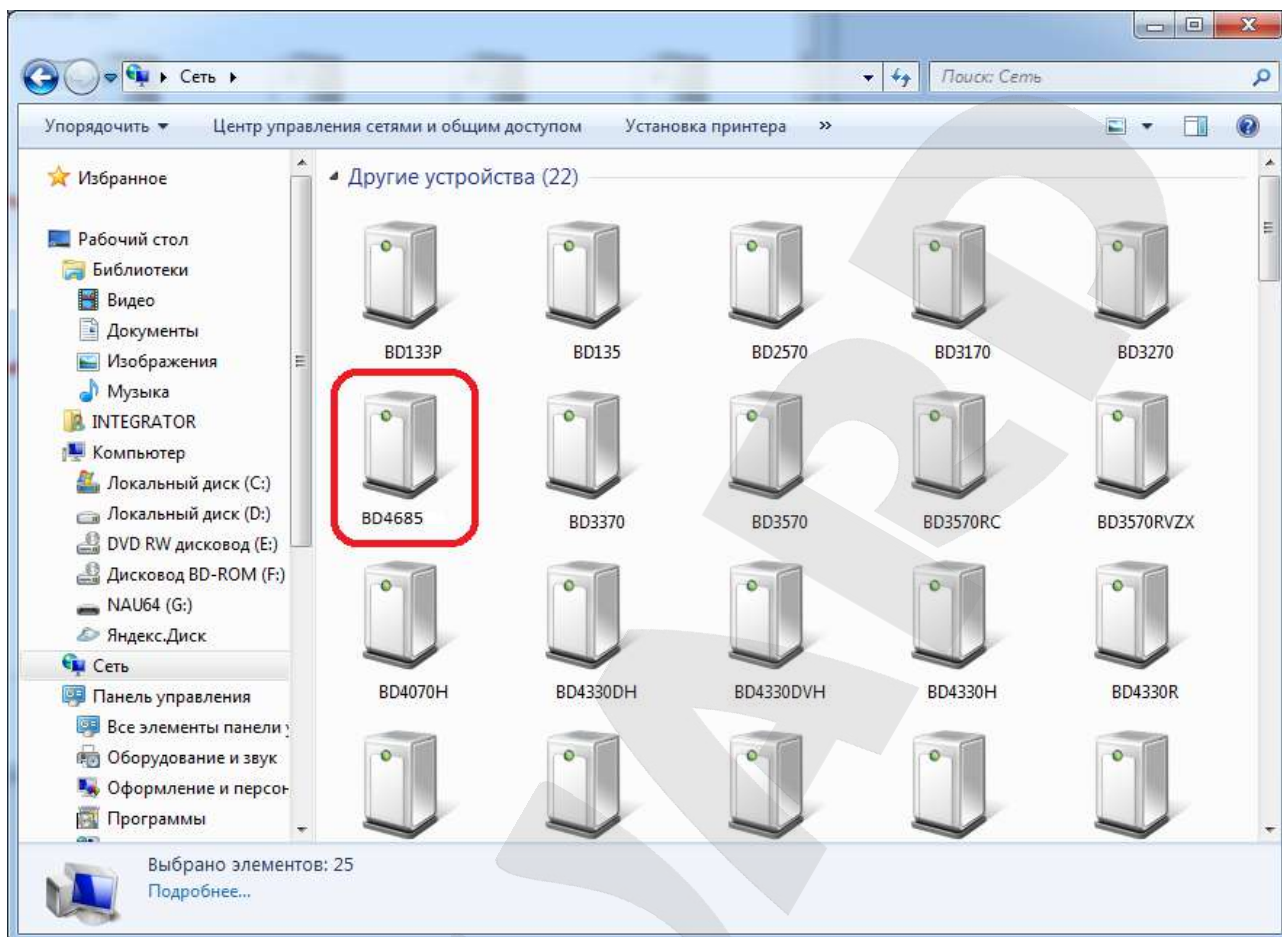 Сеть
Поиск: Сеть
Упорядочить
Центр управления сетями и общим доступом
Установка принтера
»
Избранное
Рабочий стол
Библиотеки
Видео
Документы
Изображения
Музыка
INTEGRATOR
Компьютер
Локальный диск (C:)
Локальный диск (D:)
DVD RW дисковод (E:)
Дисковод BD-ROM (F:)
NAU64 (G:)
Яндекс.Диск
Сеть
Панель управления
Все элементы панели
Оборудование и звук
Оформление и персон
Программы
Другие устройства (22)
BD133P
BD135
BD2570
BD3170
BD3270
BD4685
BD3370
BD3570
BD3570RC
BD3570RVZX
BD4070H
BD4330DH
BD4330DVH
BD4330H
BD4330R
Выбрано элементов: 25
Подробнее...